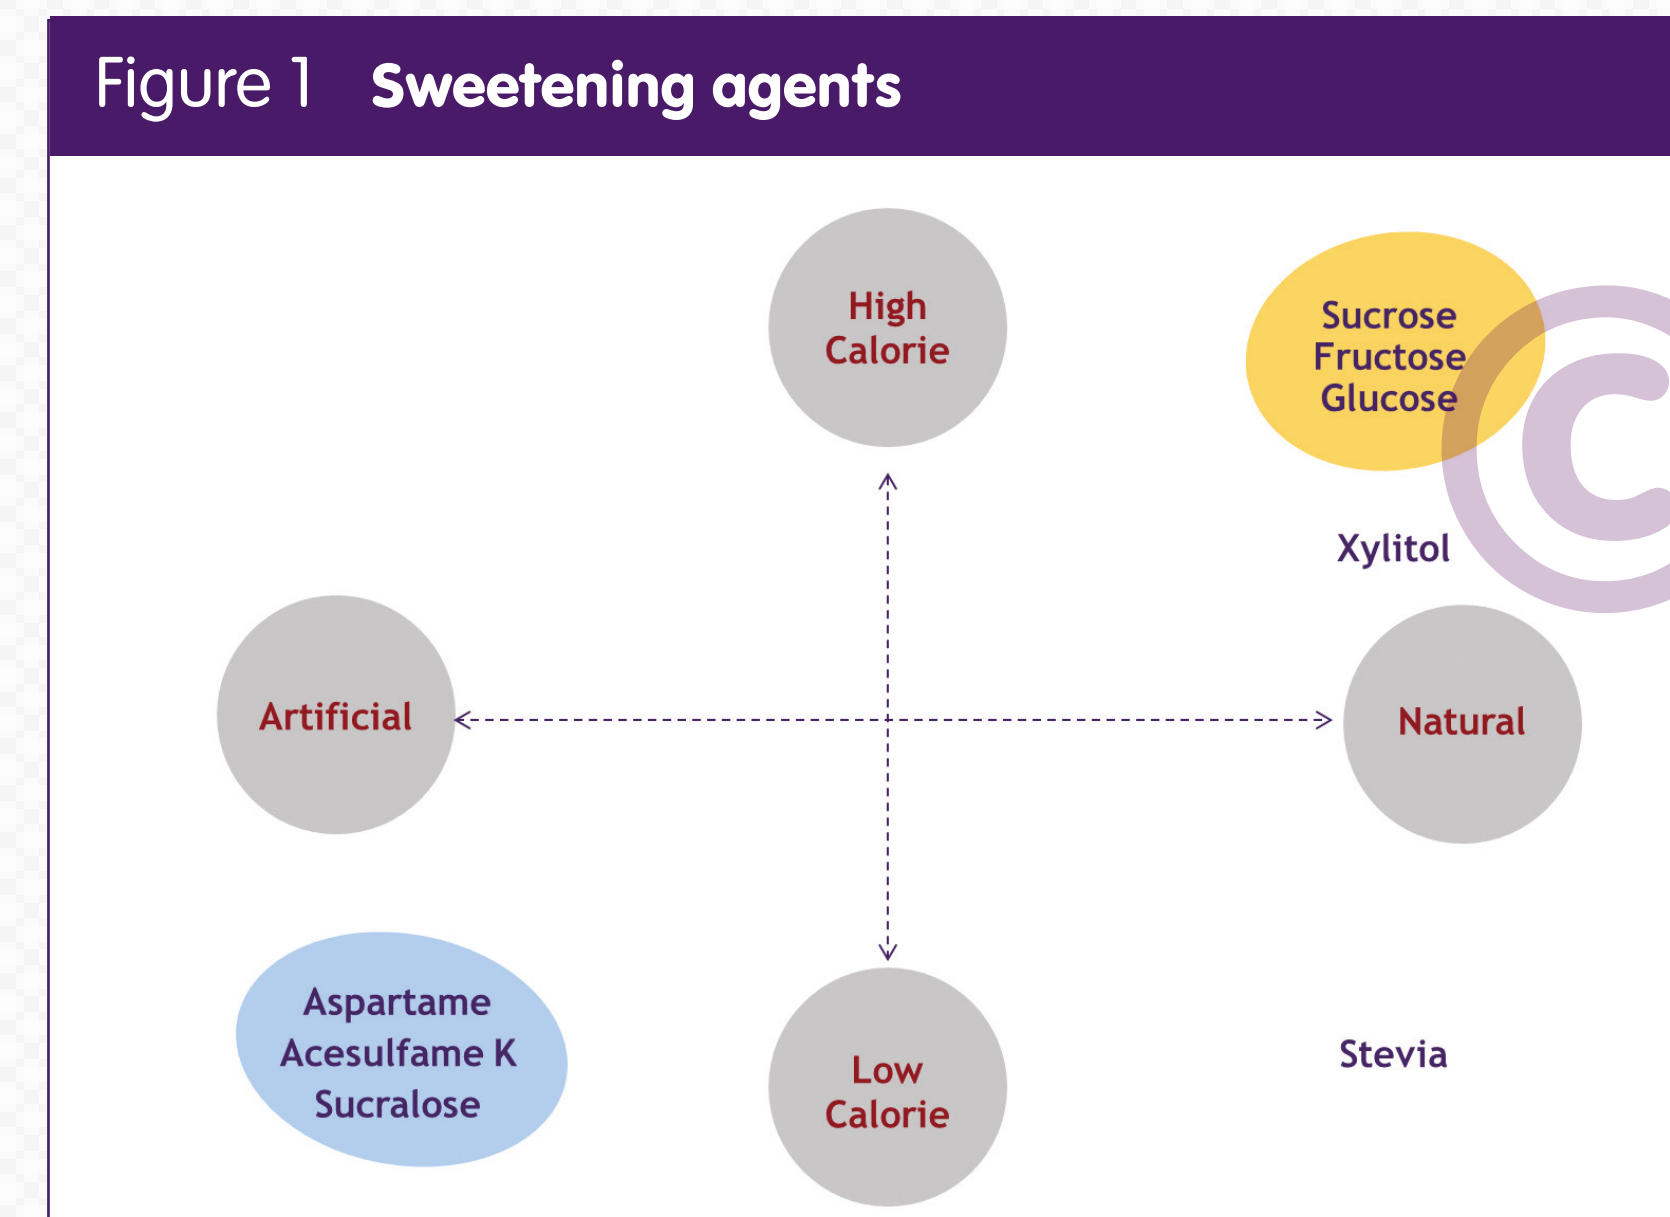 Figure 1 Sweetening agents
High
Calorie
Sucrose
Fructose
Glucose
Xylitol
Artificial
Natural
Aspartame
Acesulfame K
Sucralose
Low
Calorie
Stevia